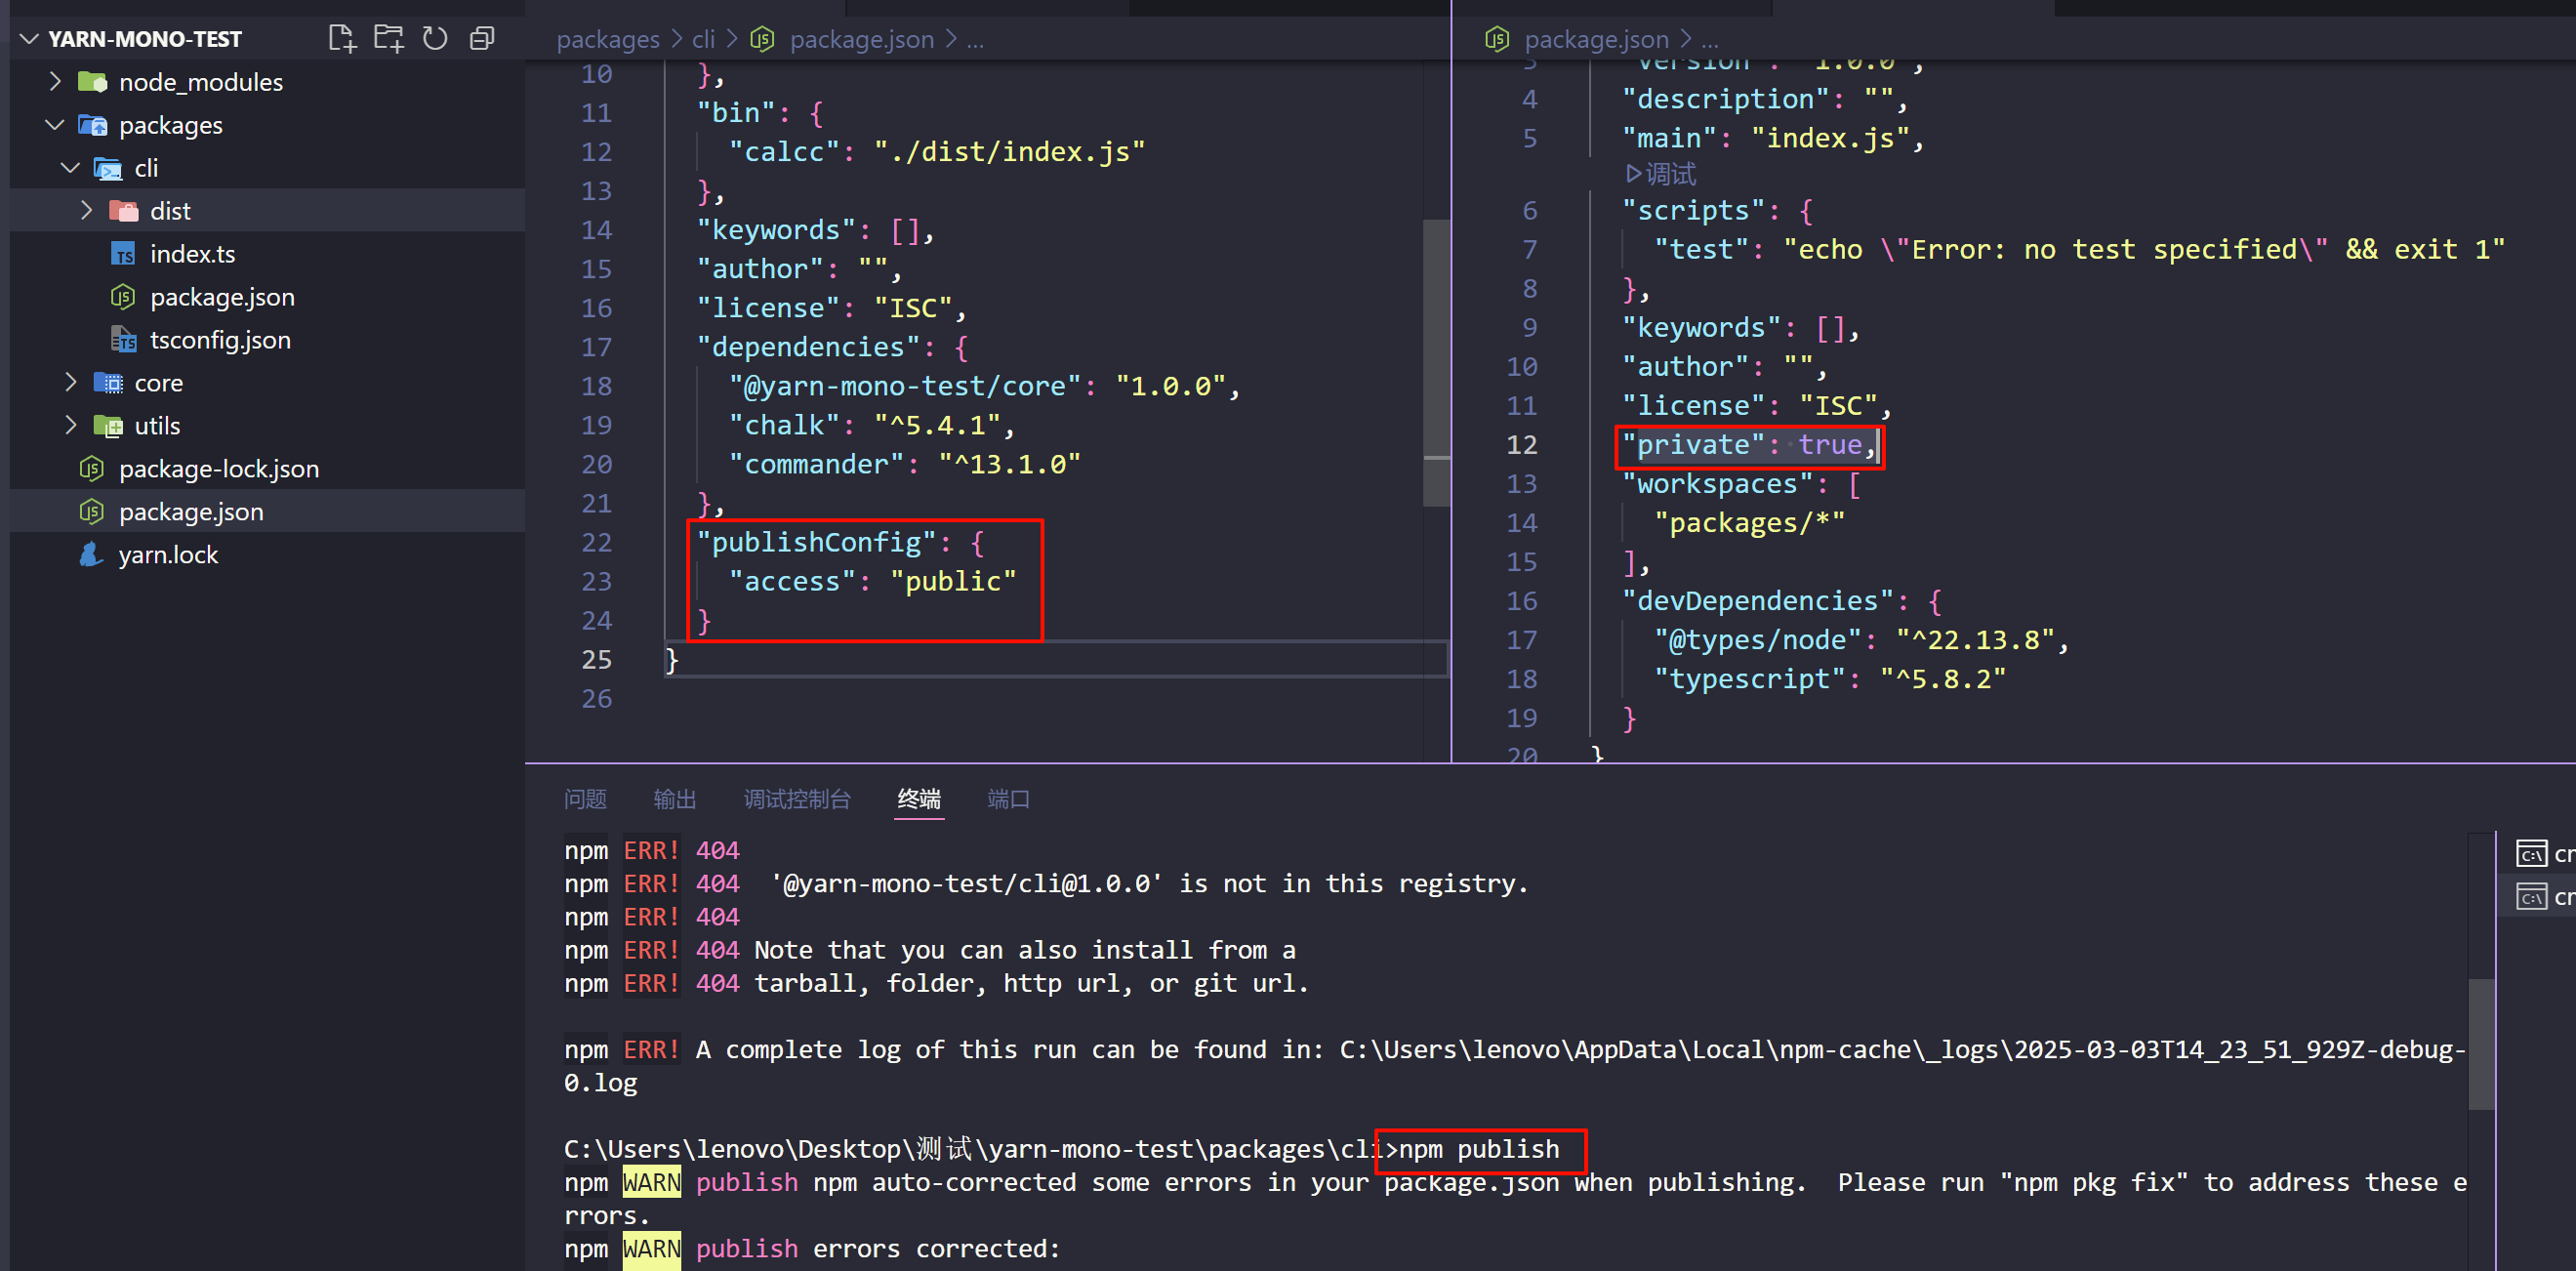 YARN-MONO-TEST
node_modules
packages
cli
dist
index.ts
package.json
tsconfig.json
core
utils
package-lock.json
package.json
yarn.lock
packages > cli > package.json > ...
10 },
11 "bin": {
12 "calcc": "./dist/index.js"
13 },
14 "keywords": [],
15 "author": "",
16 "license": "ISC",
17 "dependencies": {
18 "@yarn-mono-test/core": "1.0.0",
19 "chalk": "^5.4.1",
20 "commander": "^13.1.0"
21 },
22 "publishConfig": {
23 "access": "public"
24 }
25 }
26
package.json > ...
3 "version": "1.0.0",
4 "description": "",
5 "main": "index.js",
调试
6 "scripts": {
7 "test": "echo \"Error: no test specified\" && exit 1"
8 },
9 "keywords": [],
10 "author": "",
11 "license": "ISC",
12 "private": true,
13 "workspaces": [
14 "packages/*"
15 ],
16 "devDependencies": {
17 "@types/node": "^22.13.8",
18 "typescript": "^5.8.2"
19 }
20 }
问题 输出 调试控制台 终端 端口
npm ERR! 404
npm ERR! 404 '@yarn-mono-test/cli@1.0.0' is not in this registry.
npm ERR! 404
npm ERR! 404 Note that you can also install from a
npm ERR! 404 tarball, folder, http url, or git url.
npm ERR! A complete log of this run can be found in: C:\Users\lenovo\AppData\Local\npm-cache\_logs\2025-03-03T14_23_51_929Z-debug-
0.log
C:\Users\lenovo\Desktop\测试\yarn-mono-test\packages\cli>npm publish
npm WARN publish npm auto-corrected some errors in your package.json when publishing.  Please run "npm pkg fix" to address these e
rrors.
npm WARN publish errors corrected: